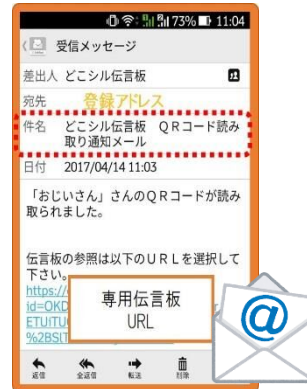 73% 11:04
受信メッセージ
差出人 どこシル伝言板
宛先 登録アドレス
件名 どこシル伝言板 QRコード読み
取り通知メール
日付 2017/04/14 11:03
「おじいさん」さんのQRコードが読み
取られました。
伝言板の参照は以下のURLを選択して
下さい。
https:/
id=OKD
専用伝言板
URL
@
返信 全返信 転送 削除